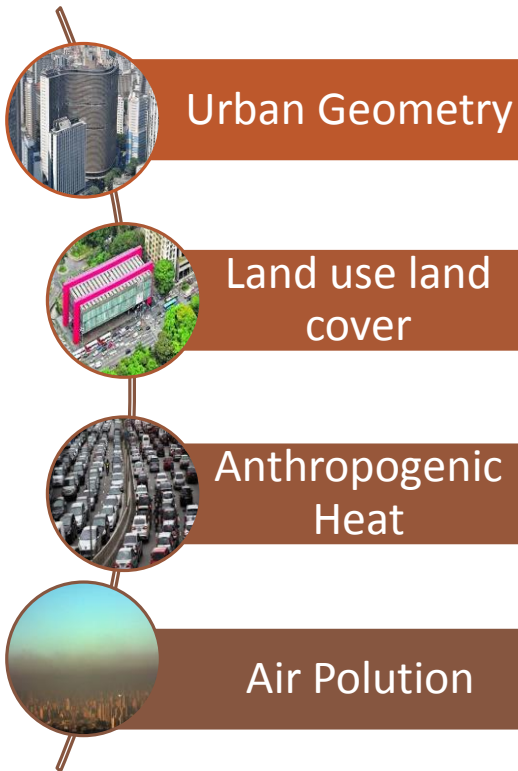 Urban Geometry
Land use land
cover
Anthropogenic
Heat
Air Polution